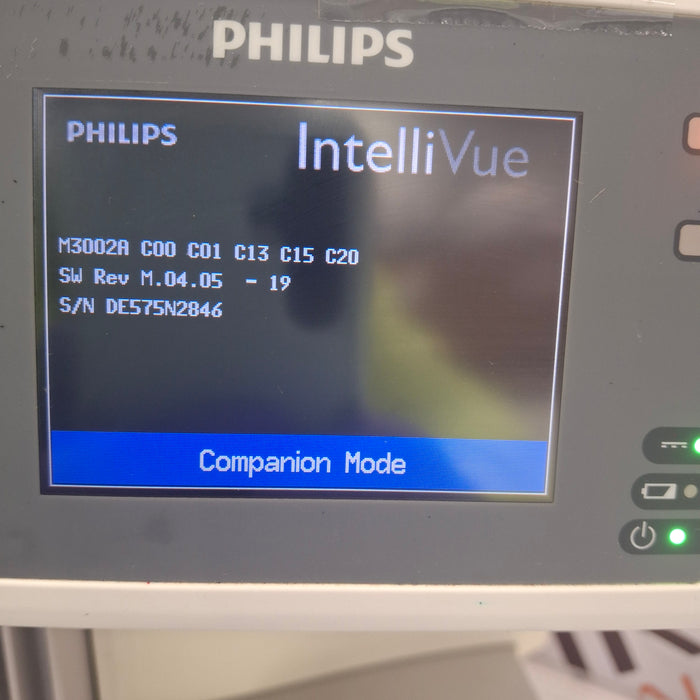 PHILIPS
PHILIPS IntelliVue
M3002A C00 C01 C13 C15 C20
SW Rev M.04.05 - 19
S/N DE575N2846
Companion Mode